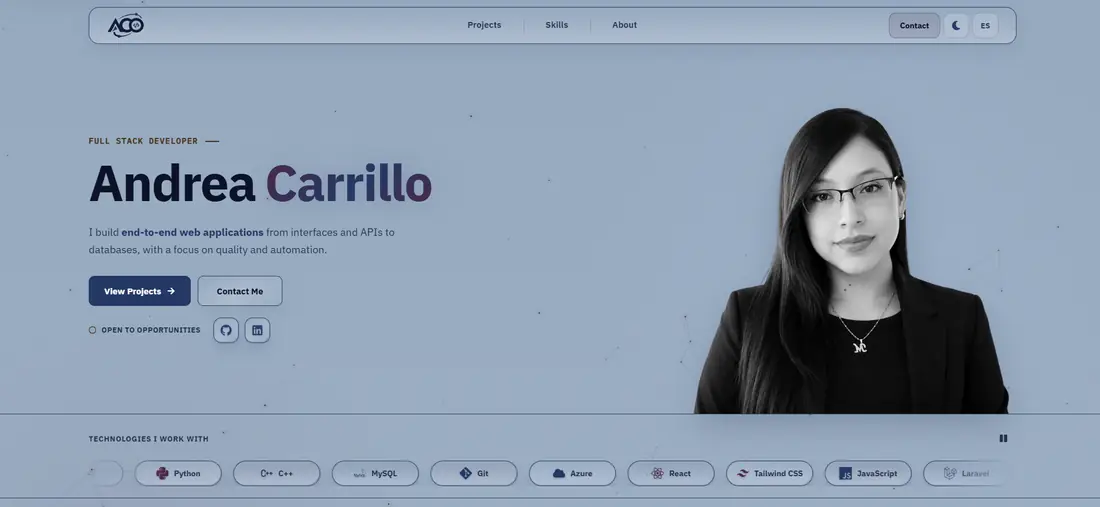 ACO
Projects
Skills
About
Contact
ES
FULL STACK DEVELOPER
Andrea Carrillo
I build end-to-end web applications from interfaces and APIs to
databases, with a focus on quality and automation.
View Projects →
Contact Me
OPEN TO OPPORTUNITIES
in
TECHNOLOGIES I WORK WITH
Python
C++ C++
MySQL
Git
Azure
React
Tailwind CSS
JS JavaScript
Laravel